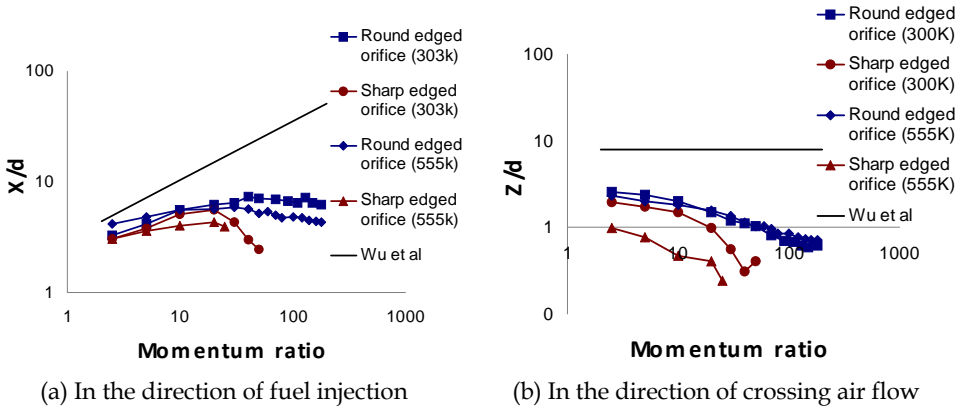 Round edged
orifice (303k)
Sharp edged
orifice (303k)
Round edged
orifice (555k)
Sharp edged
orifice (555k)
Wu et al
100
10
1
X/d
1
10
100
1000
Momentum ratio
(a) In the direction of fuel injection
Round edged
orifice (300K)
Sharp edged
orifice (300K)
Round edged
orifice (555K)
Sharp edged
orifice (555K)
Wu et al
100
10
1
0
Z/d
1
10
100
1000
Momentum ratio
(b) In the direction of crossing air flow